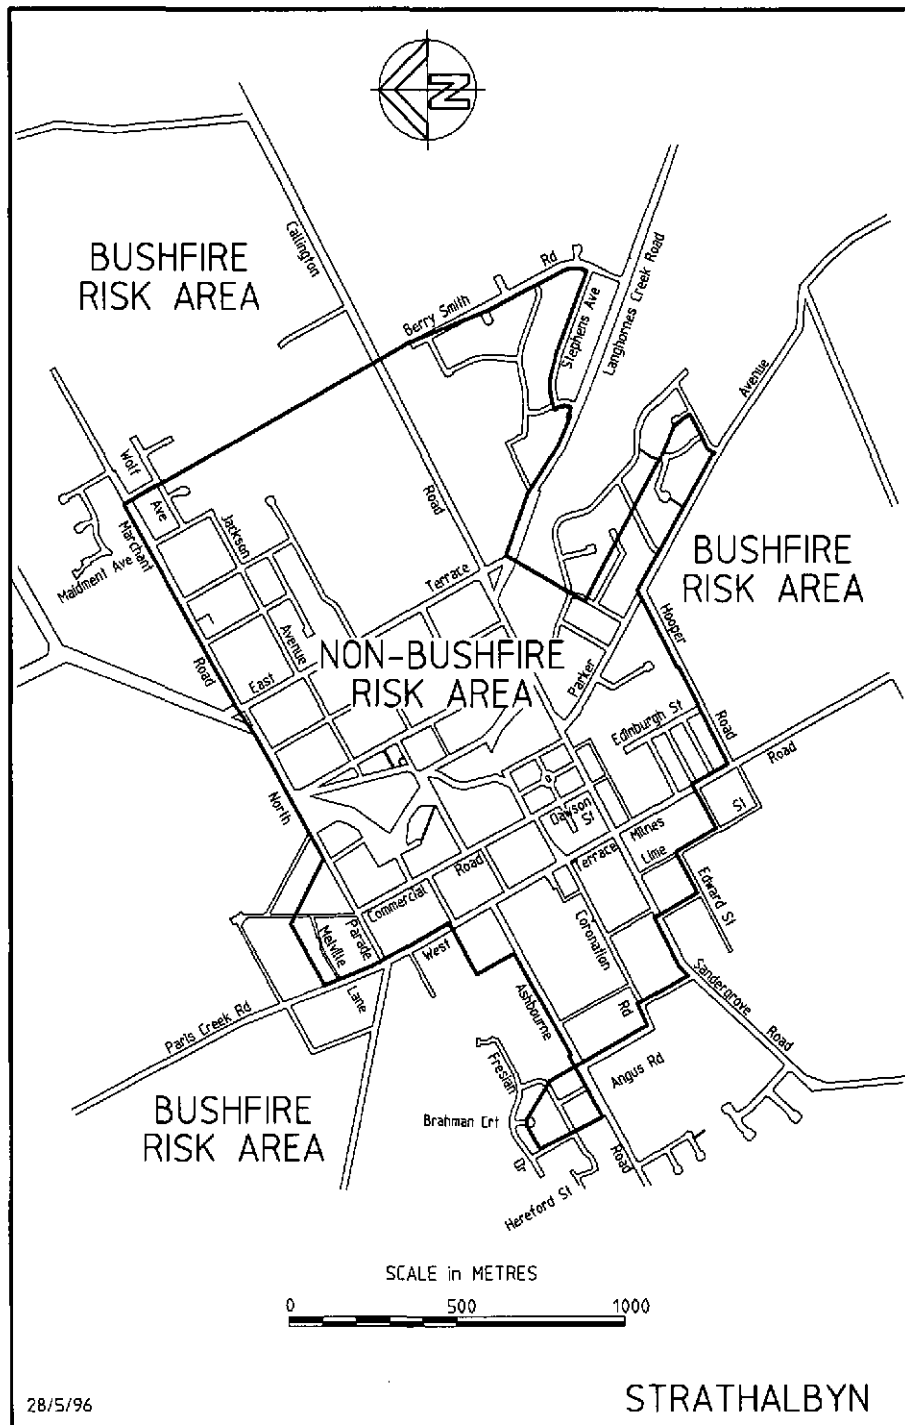 N
BUSHFIRE
RISK AREA
Callington
Road
Berry Smith
Rd
Stephens Ave
Langhornes Creek Road
Avenue
Wolf
Ave
Maidment Ave
Marchant
Road
Jackson
Avenue
East
Terrace
BUSHFIRE
RISK AREA
NON-BUSHFIRE
RISK AREA
Parker
Hooper
Road
Edinburgh St
Road
North
Dawson
St
Milnes
Terrace
Lime
St
Edward St
Commercial
Road
Parade
Melville
Lane
West
Coronation
Rd
Sandergrove
Road
Paris Creek Rd
Ashbourne
Road
Angus Rd
Fresian
Dr
Brahman Crt
Hereford St
BUSHFIRE
RISK AREA
SCALE in METRES
0 500 1000
28/5/96
STRATHALBYN